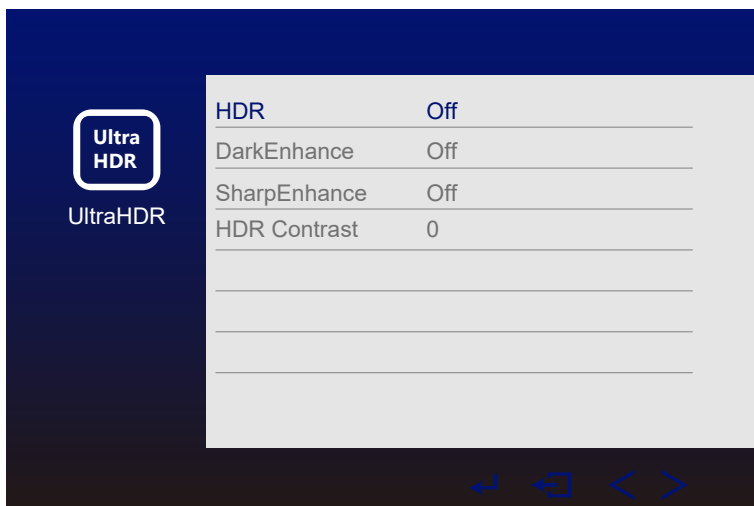 Ultra
HDR
UltraHDR
HDR Off
DarkEnhance Off
SharpEnhance Off
HDR Contrast 0